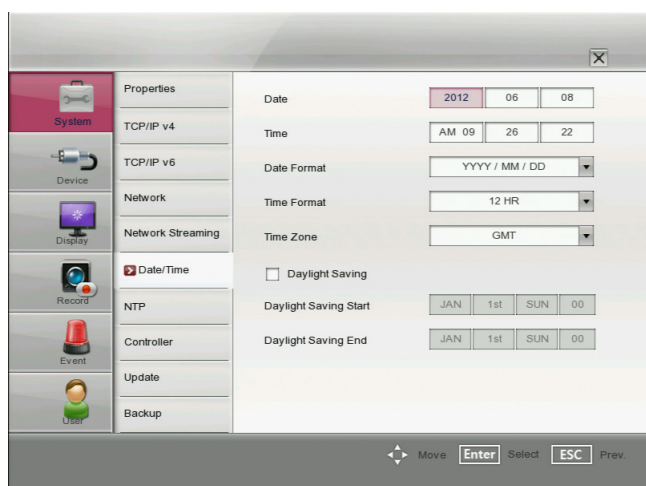 System
Device
Display
Record
Event
User
Properties
TCP/IP v4
TCP/IP v6
Network
Network Streaming
Date/Time
NTP
Controller
Update
Backup
Date 2012 06 08
Time AM 09 26 22
Date Format YYYY / MM / DD
Time Format 12 HR
Time Zone GMT
Daylight Saving
Daylight Saving Start JAN 1st SUN 00
Daylight Saving End JAN 1st SUN 00
Move Enter Select ESC Prev.